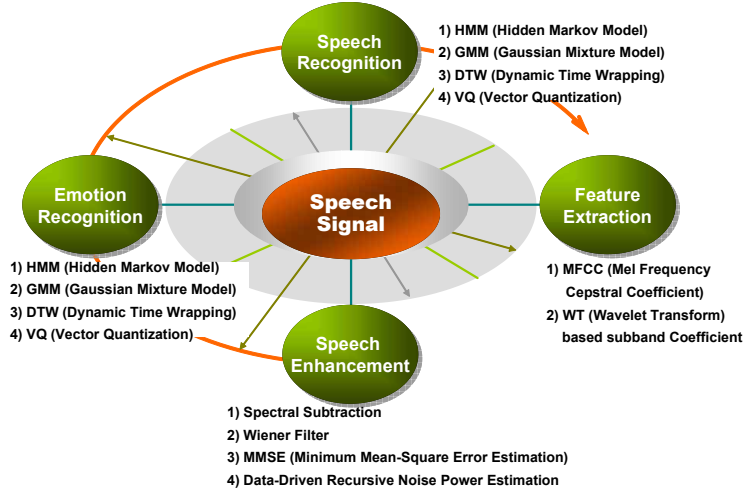 Speech
Recognition
1) HMM (Hidden Markov Model)
2) GMM (Gaussian Mixture Model)
3) DTW (Dynamic Time Wrapping)
4) VQ (Vector Quantization)
Emotion
Recognition
1) HMM (Hidden Markov Model)
2) GMM (Gaussian Mixture Model)
3) DTW (Dynamic Time Wrapping)
4) VQ (Vector Quantization)
Speech
Signal
Feature
Extraction
1) MFCC (Mel Frequency
Cepstral Coefficient)
2) WT (Wavelet Transform)
based subband Coefficient
Speech
Enhancement
1) Spectral Subtraction
2) Wiener Filter
3) MMSE (Minimum Mean-Square Error Estimation)
4) Data-Driven Recursive Noise Power Estimation